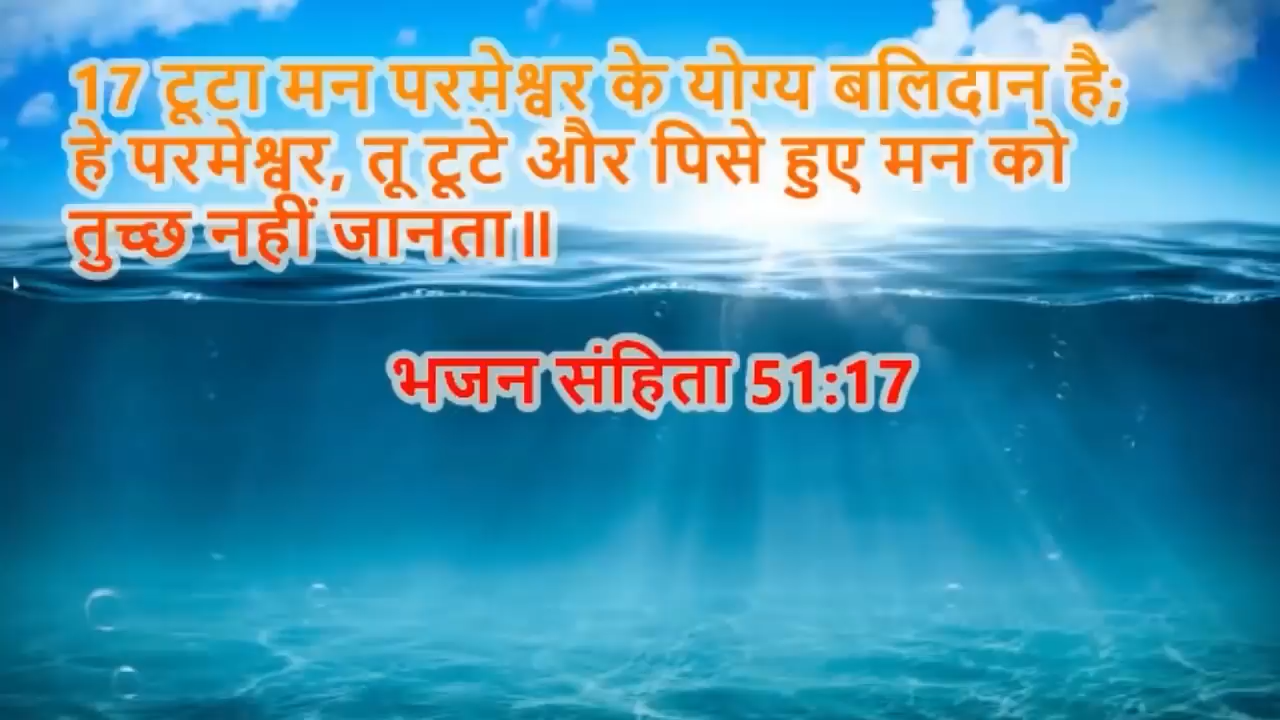 17 टूटा मन परमेश्वर के योग्य बलिदान है;
हे परमेश्वर, तू टूटे और पिसे हुए मन को
तुच्छ नहीं जानता॥
भजन संहिता 51:17